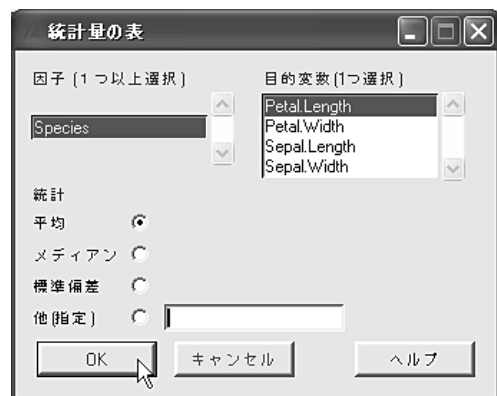 統計量の表
因子 (1 つ以上選択)
目的変数 (1つ選択)
Species
Petal.Length
Petal.Width
Sepal.Length
Sepal.Width
統計
平均
メディアン
標準偏差
他(指定)
OK
キャンセル
ヘルプ